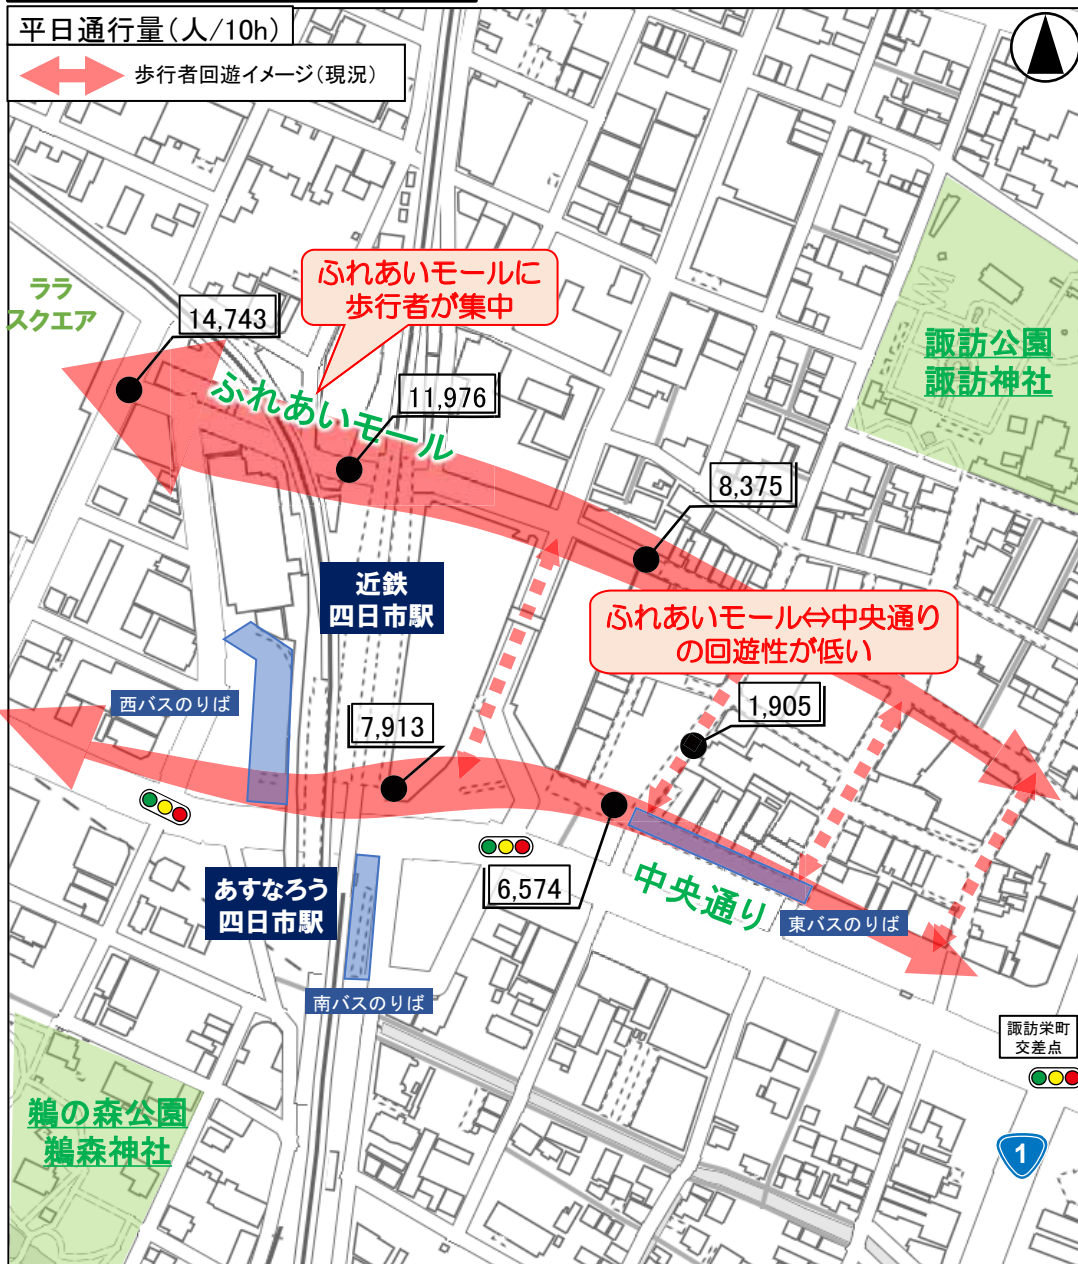 平日通行量(人/10h)
歩行者回遊イメージ(現況)
ふれあいモールに
歩行者が集中
ララ
スクエア
14,743
諏訪公園
諏訪神社
ふれあいモール
11,976
8,375
近鉄
四日市駅
ふれあいモール⇔中央通り
の回遊性が低い
西バスのりば
7,913
1,905
あすなろう
四日市駅
6,574
中央通り
東バスのりば
南バスのりば
諏訪栄町
交差点
鵜の森公園
鵜森神社
1